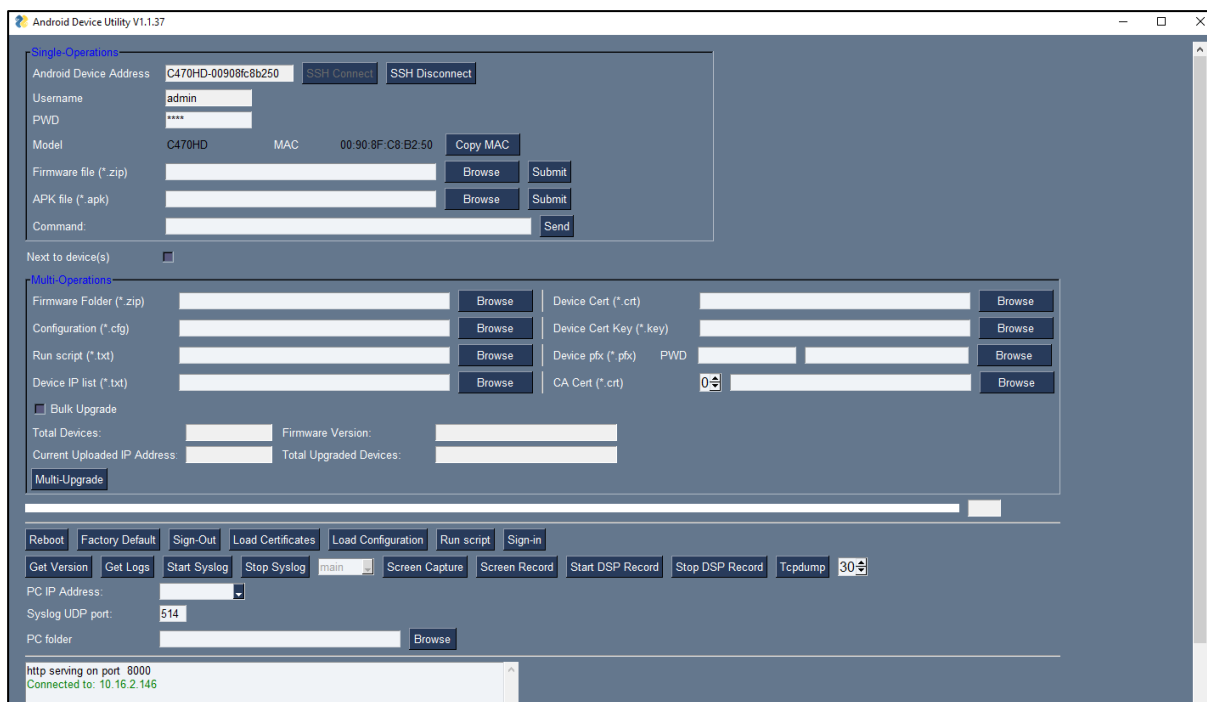 Android Device Utility V1.1.37
Single-Operations
Android Device Address C470HD-00908fc8b250 SSH Connect SSH Disconnect
Username admin
PWD ****
Model C470HD MAC 00:90:8F:C8:B2:50 Copy MAC
Firmware file (*.zip) Browse Submit
APK file (*.apk) Browse Submit
Command: Send
Next to device(s)
Multi-Operations
Firmware Folder (*.zip) Browse Device Cert (*.crt) Browse
Configuration (*.cfg) Browse Device Cert Key (*.key) Browse
Run script (*.txt) Browse Device pfx (*.pfx) PWD Browse
Device IP list (*.txt) Browse CA Cert (*.crt) 0 Browse
Bulk Upgrade
Total Devices: Firmware Version:
Current Uploaded IP Address: Total Upgraded Devices:
Multi-Upgrade
Reboot Factory Default Sign-Out Load Certificates Load Configuration Run script Sign-in
Get Version Get Logs Start Syslog Stop Syslog main Screen Capture Screen Record Start DSP Record Stop DSP Record Tcpdump 30
PC IP Address:
Syslog UDP port: 514
PC folder Browse
http serving on port 8000
Connected to: 10.16.2.146